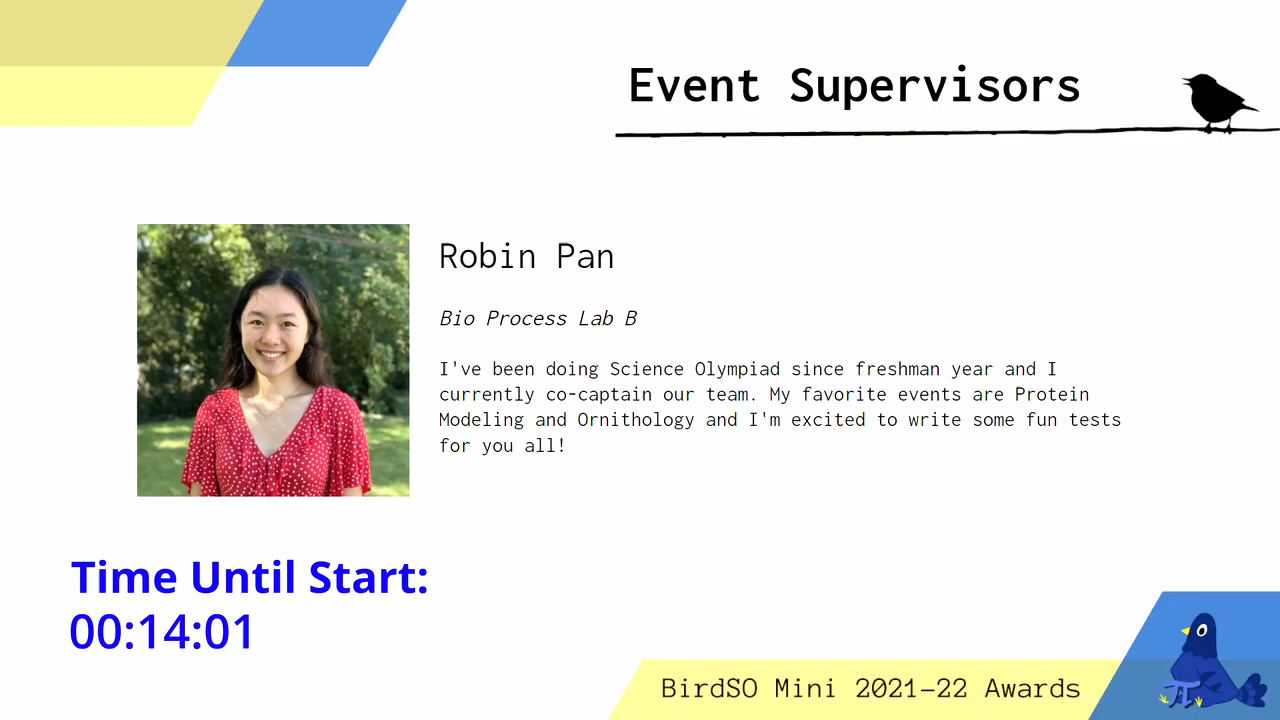 Event Supervisors
Robin Pan
Bio Process Lab B
I've been doing Science Olympiad since freshman year and I
currently co-captain our team. My favorite events are Protein
Modeling and Ornithology and I'm excited to write some fun tests
for you all!
Time Until Start:
00:14:01
BirdSO Mini 2021-22 Awards
π